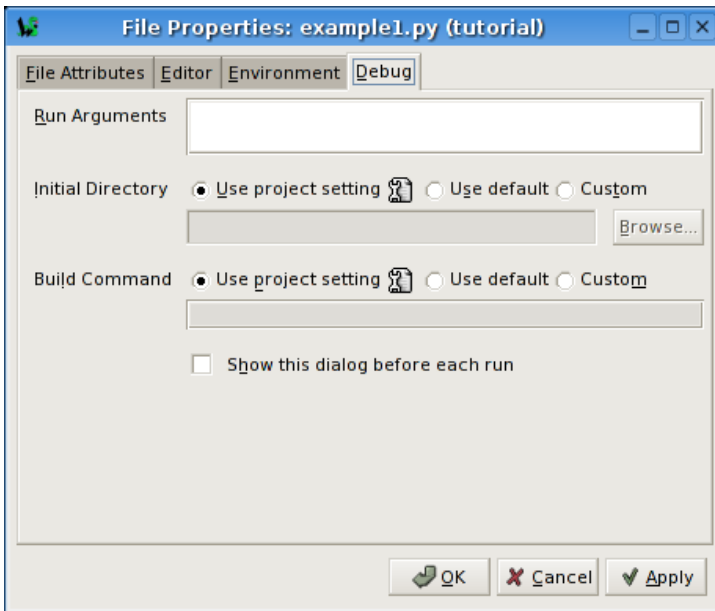 File Properties: example1.py (tutorial)
File Attributes Editor Environment Debug
Run Arguments
Initial Directory Use project setting Use default Custom
Browse...
Build Command Use project setting Use default Custom
Show this dialog before each run
OK Cancel Apply